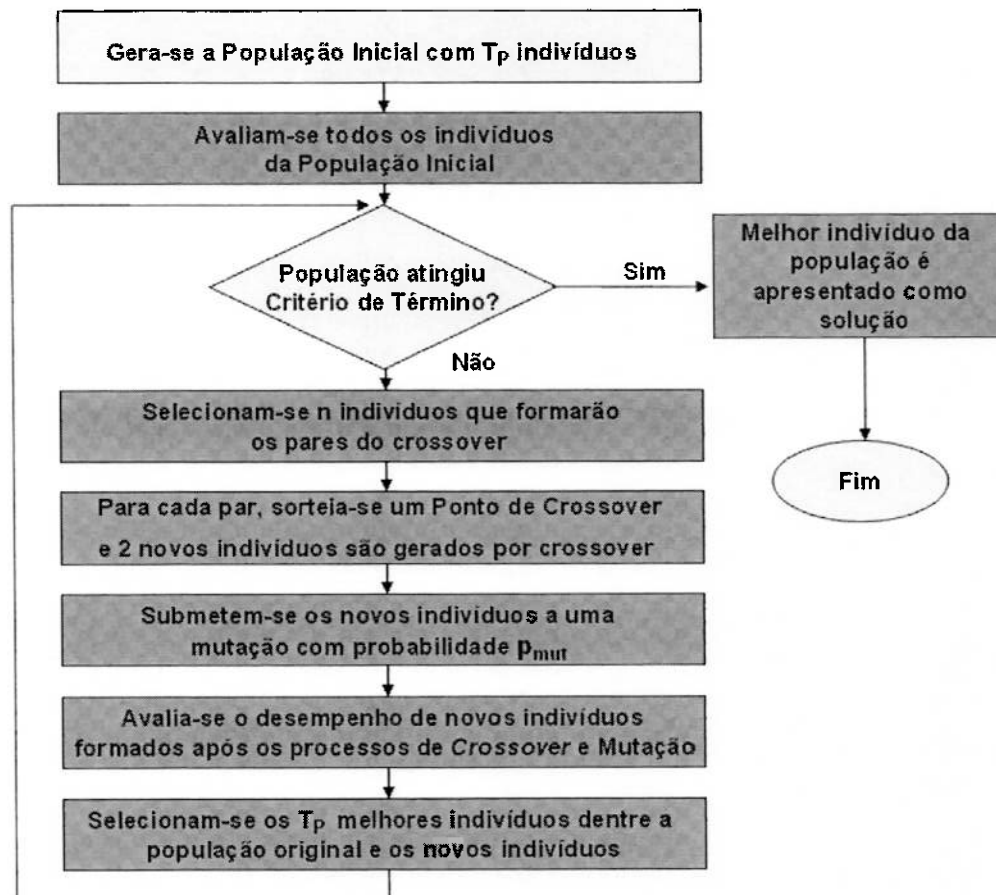 Gera-se a População Inicial com TP indivíduos
Avaliam-se todos os indivíduos
da População Inicial
População atingiu
Critério de Término?
Sim
Melhor indivíduo da
população é
apresentado como
solução
Fim
Não
Selecionam-se n indivíduos que formarão
os pares do crossover
Para cada par, sorteia-se um Ponto de Crossover
e 2 novos indivíduos são gerados por crossover
Submetem-se os novos indivíduos a uma
mutação com probabilidade pmut
Avalia-se o desempenho de novos indivíduos
formados após os processos de Crossover e Mutação
Selecionam-se os TP melhores indivíduos dentre a
população original e os novos indivíduos